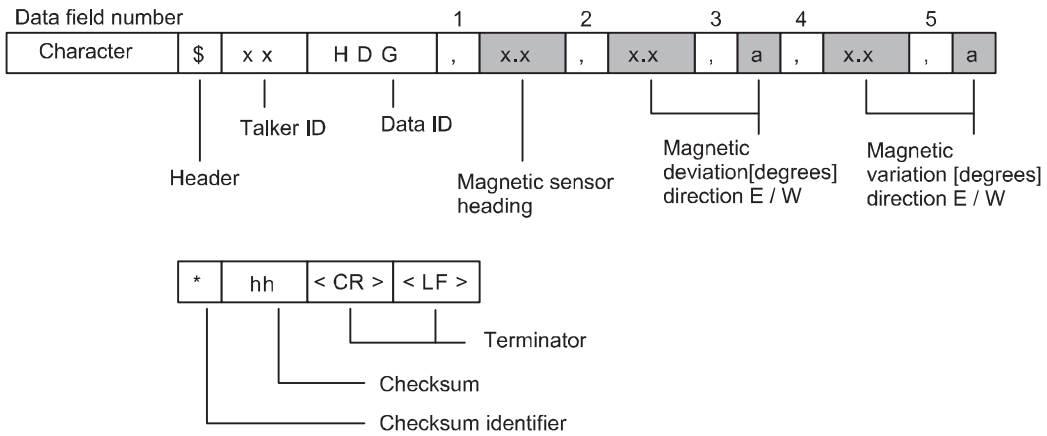 Data field number 1 2 3 4 5
Character $ x x H D G , x.x , x.x , a , x.x , a
Talker ID Data ID
Header
Magnetic sensor
heading
Magnetic
deviation[degrees]
direction E / W
Magnetic
variation [degrees]
direction E / W
* hh < CR > < LF >
Terminator
Checksum
Checksum identifier